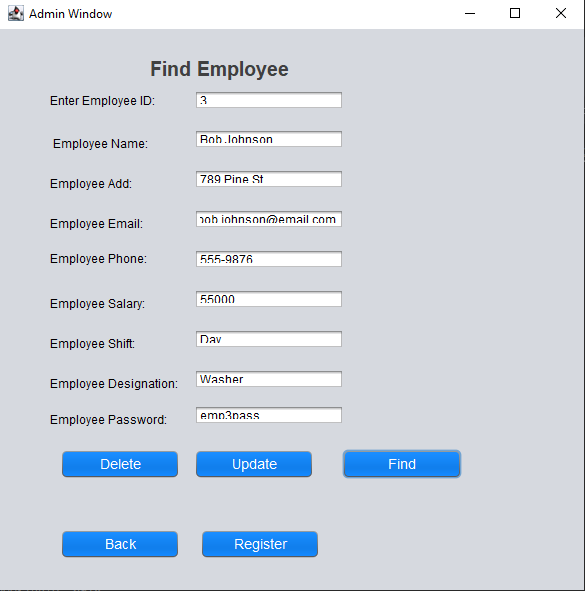 Admin Window
Find Employee
Enter Employee ID: 3
Employee Name: Bob Johnson
Employee Add: 789 Pine St
Employee Email: bob.johnson@email.com
Employee Phone: 555-9876
Employee Salary: 55000
Employee Shift: Day
Employee Designation: Washer
Employee Password: emp3pass
Delete Update Find
Back Register